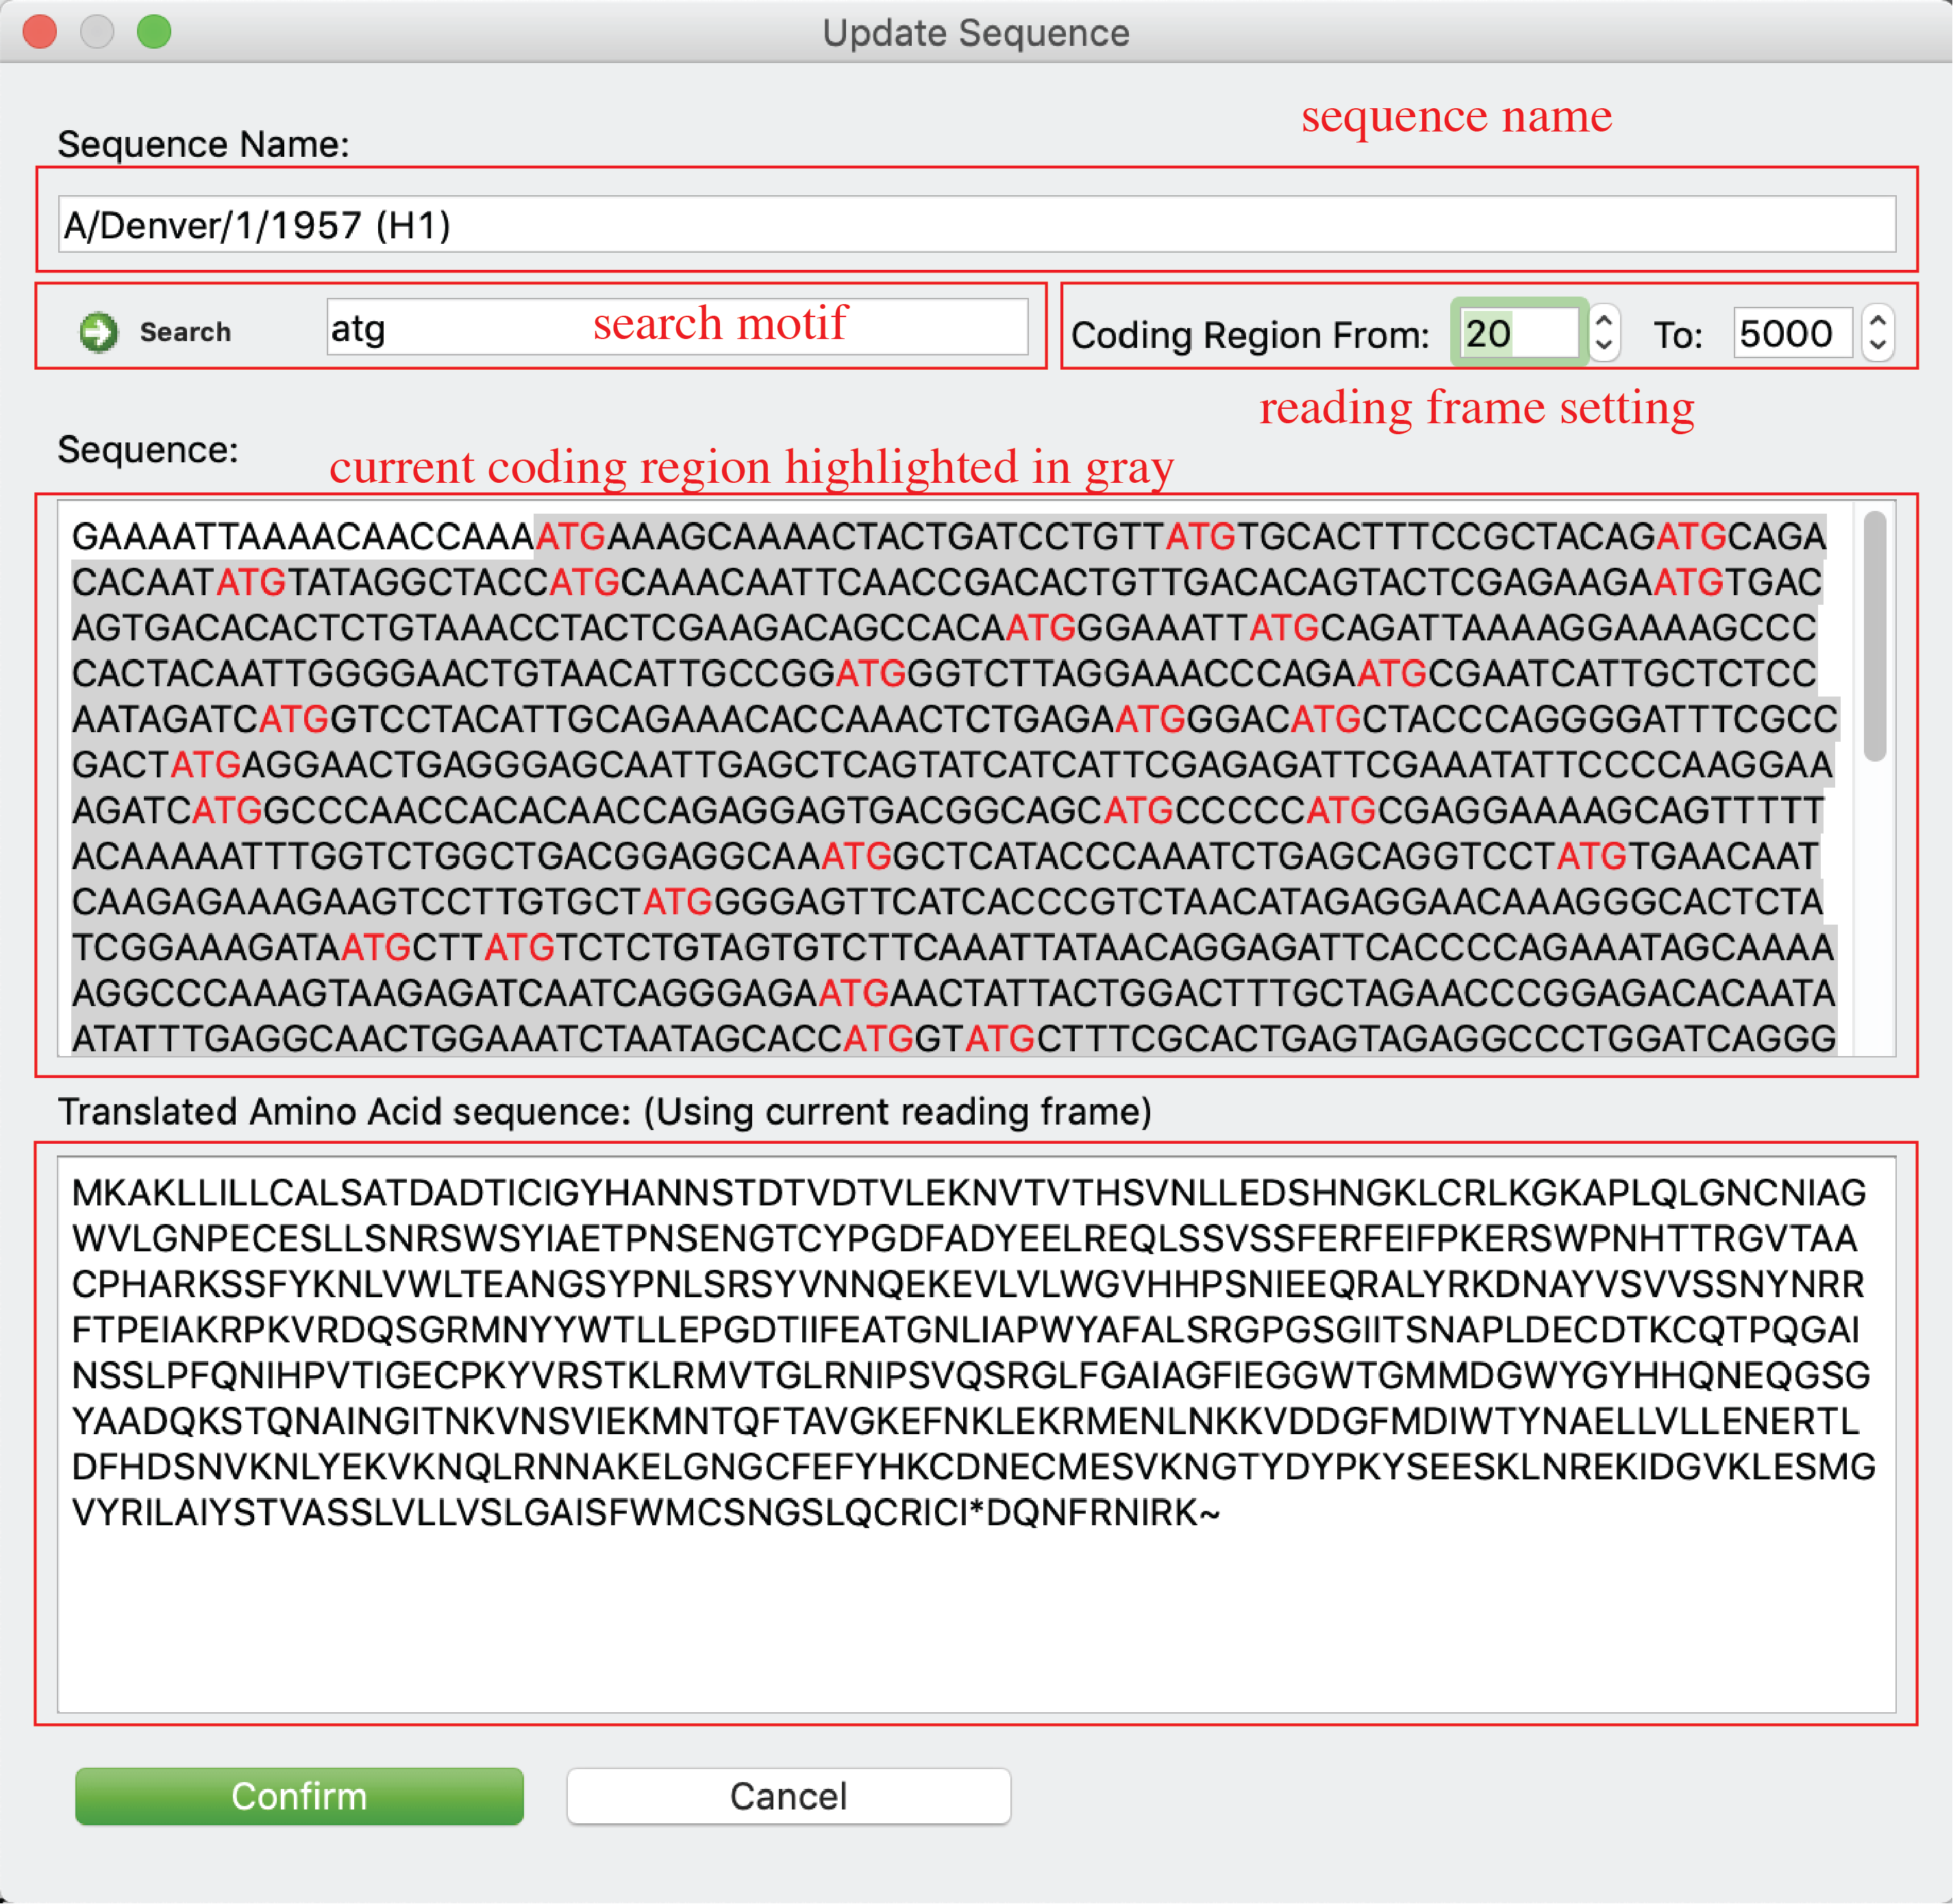 Update Sequence
sequence name
Sequence Name:
A/Denver/1/1957 (H1)
Search
atg
search motif
Coding Region From:
20
To:
5000
reading frame setting
Sequence:
current coding region highlighted in gray
GAAAATTAAAACAACCAAAATGAAAGCAAAACTACTGATCCTGTTATGTGCACTTTCCGCTACAGATGCAGA
CACAATATGTATAGGCTACCATGCAAACAATTCAACCGACACTGTTGACACAGTACTCGAGAAGAATGTGAC
AGTGACACACTCTGTAAACCTACTCGAAGACAGCCACAATGGGAAATTATGCAGATTAAAAGGAAAAGCCC
CACTACAATTGGGGAACTGTAACATTGCCGGATGGGTCTTAGGAAACCCAGAATGCGAATCATTGCTCTCC
AATAGATCATGGTCCTACATTGCAGAAACACCAAACTCTGAGAATGGGACATGCTACCCAGGGGATTTCGCC
GACTATGAGGAACTGAGGGAGCAATTGAGCTCAGTATCATCATTCGAGAGATTCGAAATATTCCCCAAGGAA
AGATCATGGCCCAACCACACAACCAGAGGAGTGACGGCAGCATGCCCCCATGCGAGGAAAAGCAGTTTTT
ACAAAAATTTGGTCTGGCTGACGGAGGCAAATGGCTCATACCCAAATCTGAGCAGGTCCTATGTGAACAAT
CAAGAGAAAGAAGTCCTTGTGCTATGGGGAGTTCATCACCCGTCTAACATAGAGGAACAAAGGGCACTCTA
TCGGAAAGATAATGCTTATGTCTCTGTAGTGTCTTCAAATTATAACAGGAGATTCACCCCAGAAATAGCAAAA
AGGCCCAAAGTAAGAGATCAATCAGGGAGAATGAACTATTACTGGACTTTGCTAGAACCCGGAGACACAATA
ATATTTGAGGCAACTGGAAATCTAATAGCACCATGGTATGCTTTCGCACTGAGTAGAGGCCCTGGATCAGGG
Translated Amino Acid sequence: (Using current reading frame)
MKAKLLILLCALSATDADTICIGYHANNSTDTVDTVLEKNVTVTHSVNLLEDSHNGKLCRLKGKAPLQLGNCNIAG
WVLGNPECESLLSNRSWSYIAETPNSENGTCYPGDFADYEELREQLSSVSSFERFEIFPKERSWPNHTTRGVTAA
CPHARKSSFYKNLVWLTEANGSYPNLSRSYVNNQEKEVLVLWGVHHPSNIEEQRALYRKDNAYVSVVSSNYNRR
FTPEIAKRPKVRDQSGRMNYYWTLLEPGDTIIFEATGNLIAPWYAFALSRGPGSGIITSNAPLDECDTKCQTPQGAI
NSSLPFQNIHPVTIGECPKYVRSTKLRMVTGLRNIPSVQSRGLFGAIAGFIEGGWTGMMDGWYGYHHQNEQGSG
YAADQKSTQNAINGITNKVNSVIEKMNTQFTAVGKEFNKLEKRMENLNKKVDDGFMDIWTYNAELLVLLENERTL
DFHDSNVKNLYEKVKNQLRNNAKELGNGCFEFYHKCDNECMESVKNGTYDYPKYSEESKLNREKIDGVKLESMG
VYRILAIYSTVASSLVLLVSLGAISFWMCSNGSLQCRICI*DQNFRNIRK~
Confirm
Cancel